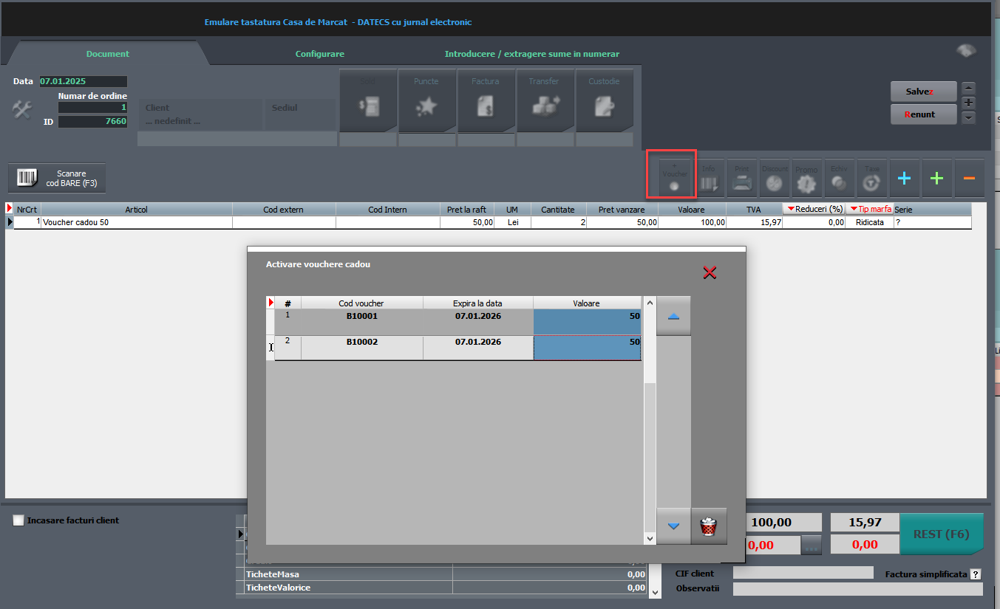 Emulare tastatura Casa de Marcat - DATECS cu jurnal electronic
Document
Configurare
Introducere / extragere sume in numerar
Data 07.01.2025
Numar de ordine
1
ID 7660
Client
... nedefinit ...
Sediul
Puncte
Factura
Transfer
Custodie
Salvez
Renunt
Scanare
cod BARE (F3)
+
Voucher
Info
Print
Discount
Promo
Echiv
Taxe
NrCrt Articol Cod extern Cod Intern Pret la raft UM Cantitate Pret vanzare Valoare TVA Reduceri (%) Tip marfa Serie
1 Voucher cadou 50 50,00 Lei 2 50,00 100,00 15,97 0,00 Ridicata ?
Activare vouchere cadou
# Cod voucher Expira la data Valoare
1 B10001 07.01.2026 50
2 B10002 07.01.2026 50
Incasare facturi client
100,00
15,97
REST (F6)
0,00
...
0,00
TicheteMasa 0,00
TicheteValorice 0,00
CIF client
Factura simplificata ?
Observatii